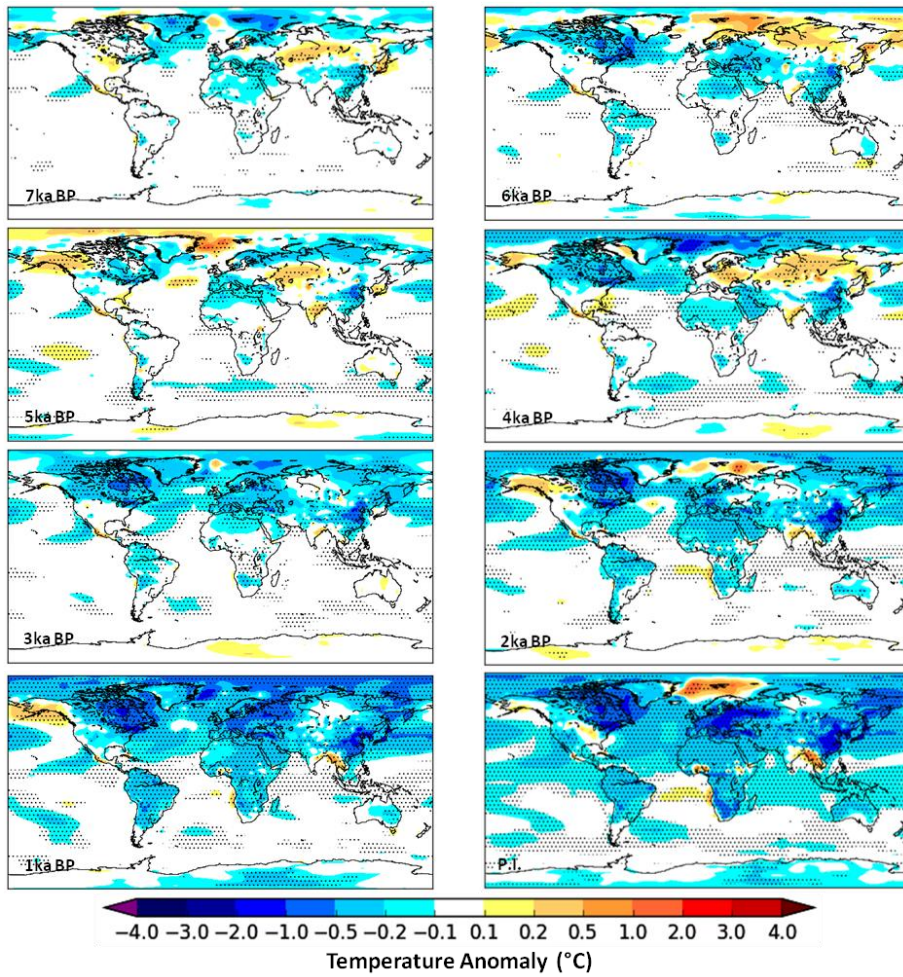 7ka BP
6ka BP
5ka BP
4ka BP
3ka BP
2ka BP
1ka BP
P.I.
−4.0 −3.0 −2.0 −1.0 −0.5 −0.2 −0.1 0.1 0.2 0.5 1.0 2.0 3.0 4.0
Temperature Anomaly (°C)